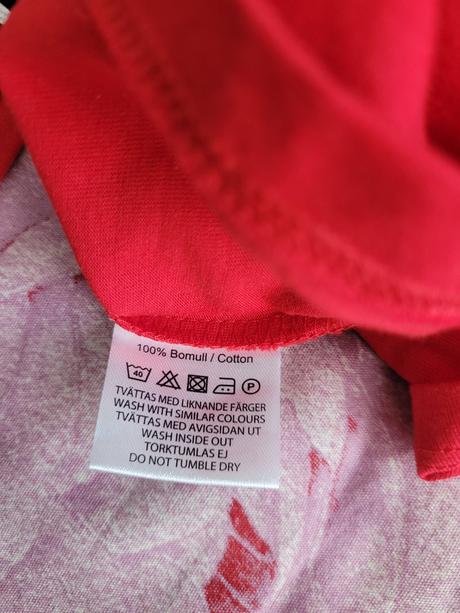 100% Bomull / Cotton
40 P
TVÄTTAS MED LIKNANDE FÄRGER
WASH WITH SIMILAR COLOURS
TVÄTTAS MED AVIGSIDAN UT
WASH INSIDE OUT
TORKTUMLAS EJ
DO NOT TUMBLE DRY